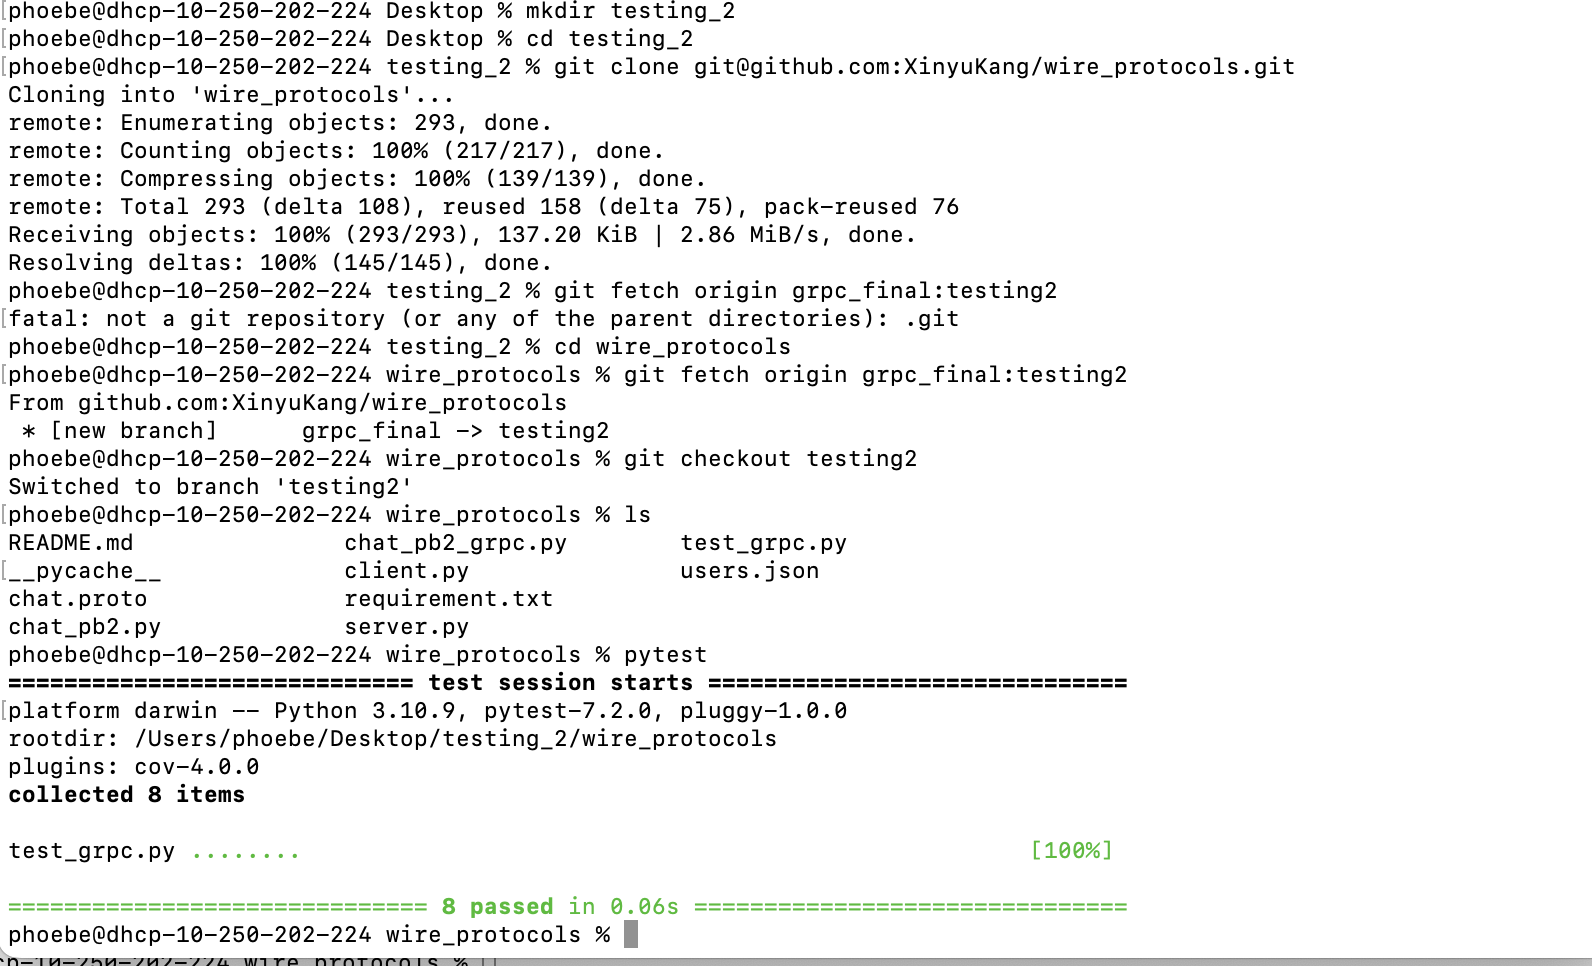 [phoebe@dhcp-10-250-202-224 Desktop % mkdir testing_2
[phoebe@dhcp-10-250-202-224 Desktop % cd testing_2
[phoebe@dhcp-10-250-202-224 testing_2 % git clone git@github.com:XinyuKang/wire_protocols.git
Cloning into 'wire_protocols'...
remote: Enumerating objects: 293, done.
remote: Counting objects: 100% (217/217), done.
remote: Compressing objects: 100% (139/139), done.
remote: Total 293 (delta 108), reused 158 (delta 75), pack-reused 76
Receiving objects: 100% (293/293), 137.20 KiB | 2.86 MiB/s, done.
Resolving deltas: 100% (145/145), done.
phoebe@dhcp-10-250-202-224 testing_2 % git fetch origin grpc_final:testing2
[fatal: not a git repository (or any of the parent directories): .git
phoebe@dhcp-10-250-202-224 testing_2 % cd wire_protocols
[phoebe@dhcp-10-250-202-224 wire_protocols % git fetch origin grpc_final:testing2
From github.com:XinyuKang/wire_protocols
 * [new branch]      grpc_final -> testing2
phoebe@dhcp-10-250-202-224 wire_protocols % git checkout testing2
Switched to branch 'testing2'
[phoebe@dhcp-10-250-202-224 wire_protocols % ls
README.md               chat_pb2_grpc.py        test_grpc.py
[__pycache__             client.py               users.json
chat.proto              requirement.txt
chat_pb2.py             server.py
phoebe@dhcp-10-250-202-224 wire_protocols % pytest
============================= test session starts ==============================
[platform darwin -- Python 3.10.9, pytest-7.2.0, pluggy-1.0.0
rootdir: /Users/phoebe/Desktop/testing_2/wire_protocols
plugins: cov-4.0.0
collected 8 items
test_grpc.py ........                                                    [100%]
============================== 8 passed in 0.06s ===============================
phoebe@dhcp-10-250-202-224 wire_protocols %
cp-10-250-202-224 wire_protocols %